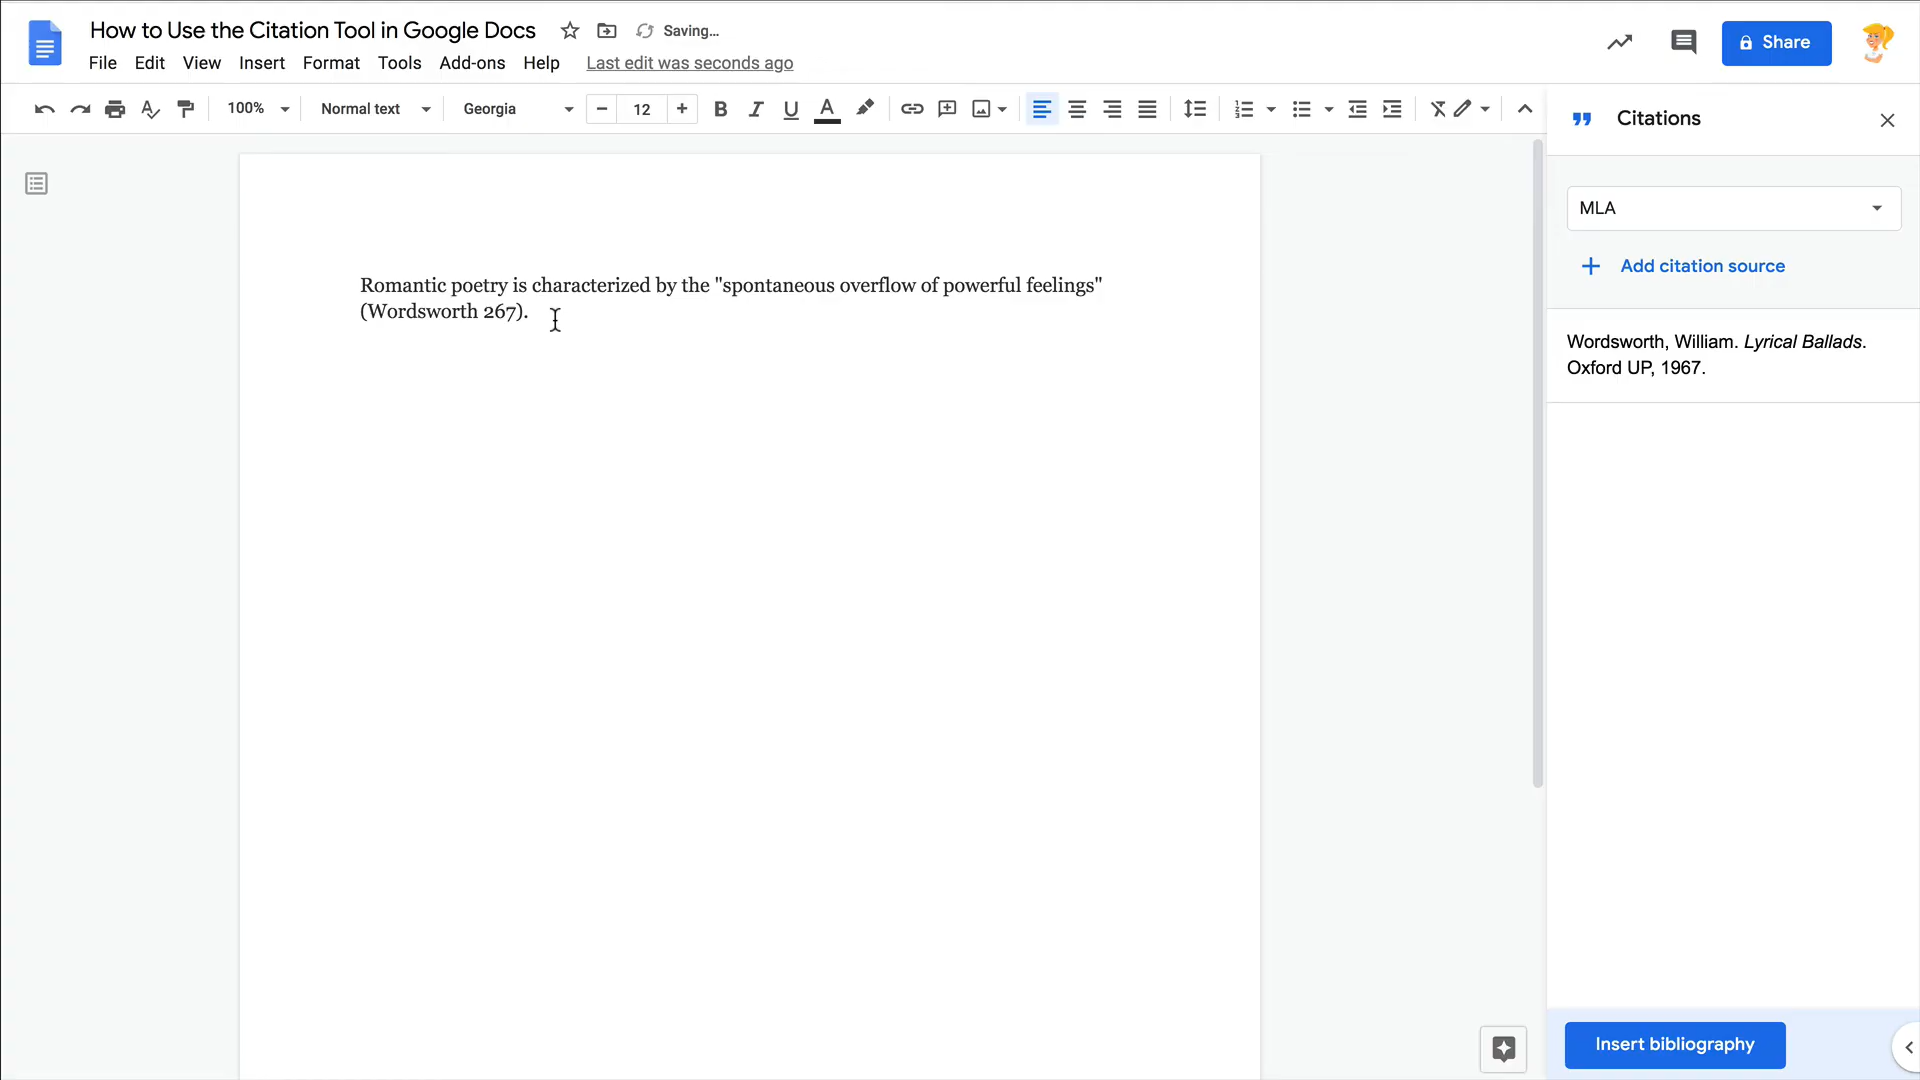 How to Use the Citation Tool in Google Docs
Saving...
File Edit View Insert Format Tools Add-ons Help Last edit was seconds ago
Share
100% Normal text Georgia 12
Citations
MLA
Add citation source
Romantic poetry is characterized by the "spontaneous overflow of powerful feelings"
(Wordsworth 267).
Wordsworth, William. Lyrical Ballads.
Oxford UP, 1967.
Insert bibliography